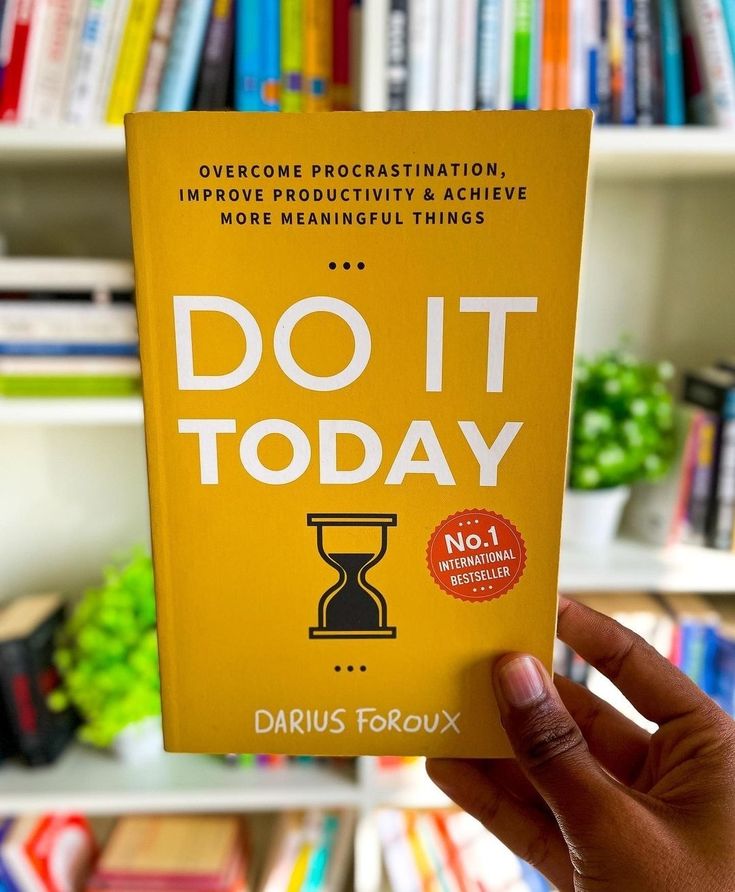 OVERCOME PROCRASTINATION,
IMPROVE PRODUCTIVITY & ACHIEVE
MORE MEANINGFUL THINGS
DO IT
TODAY
No.1
INTERNATIONAL
BESTSELLER
DARIUS FOROUX